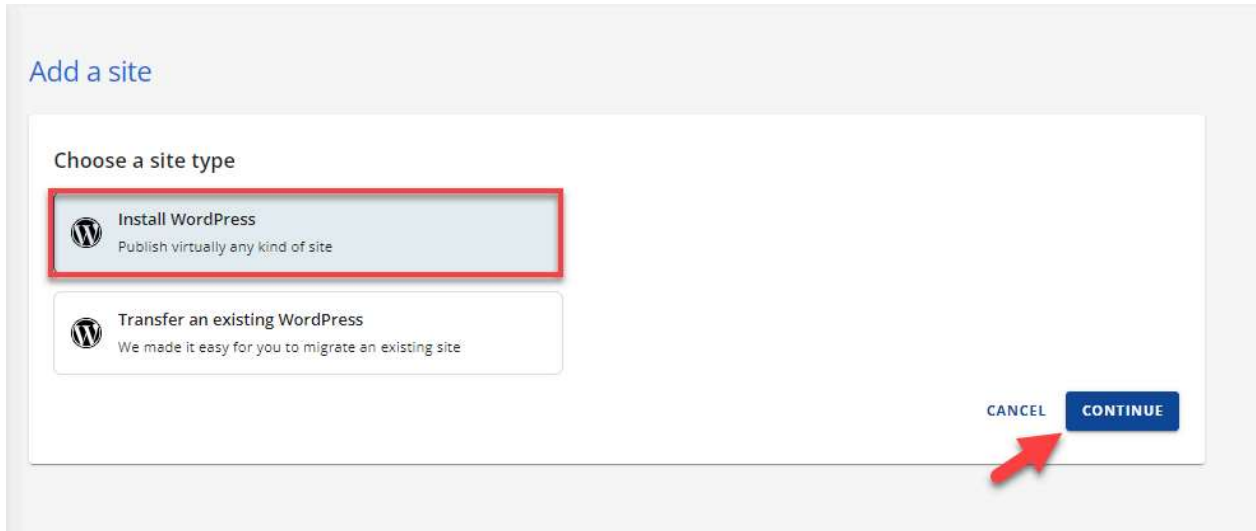 Add a site
Choose a site type
Install WordPress
Publish virtually any kind of site
Transfer an existing WordPress
We made it easy for you to migrate an existing site
CANCEL
CONTINUE